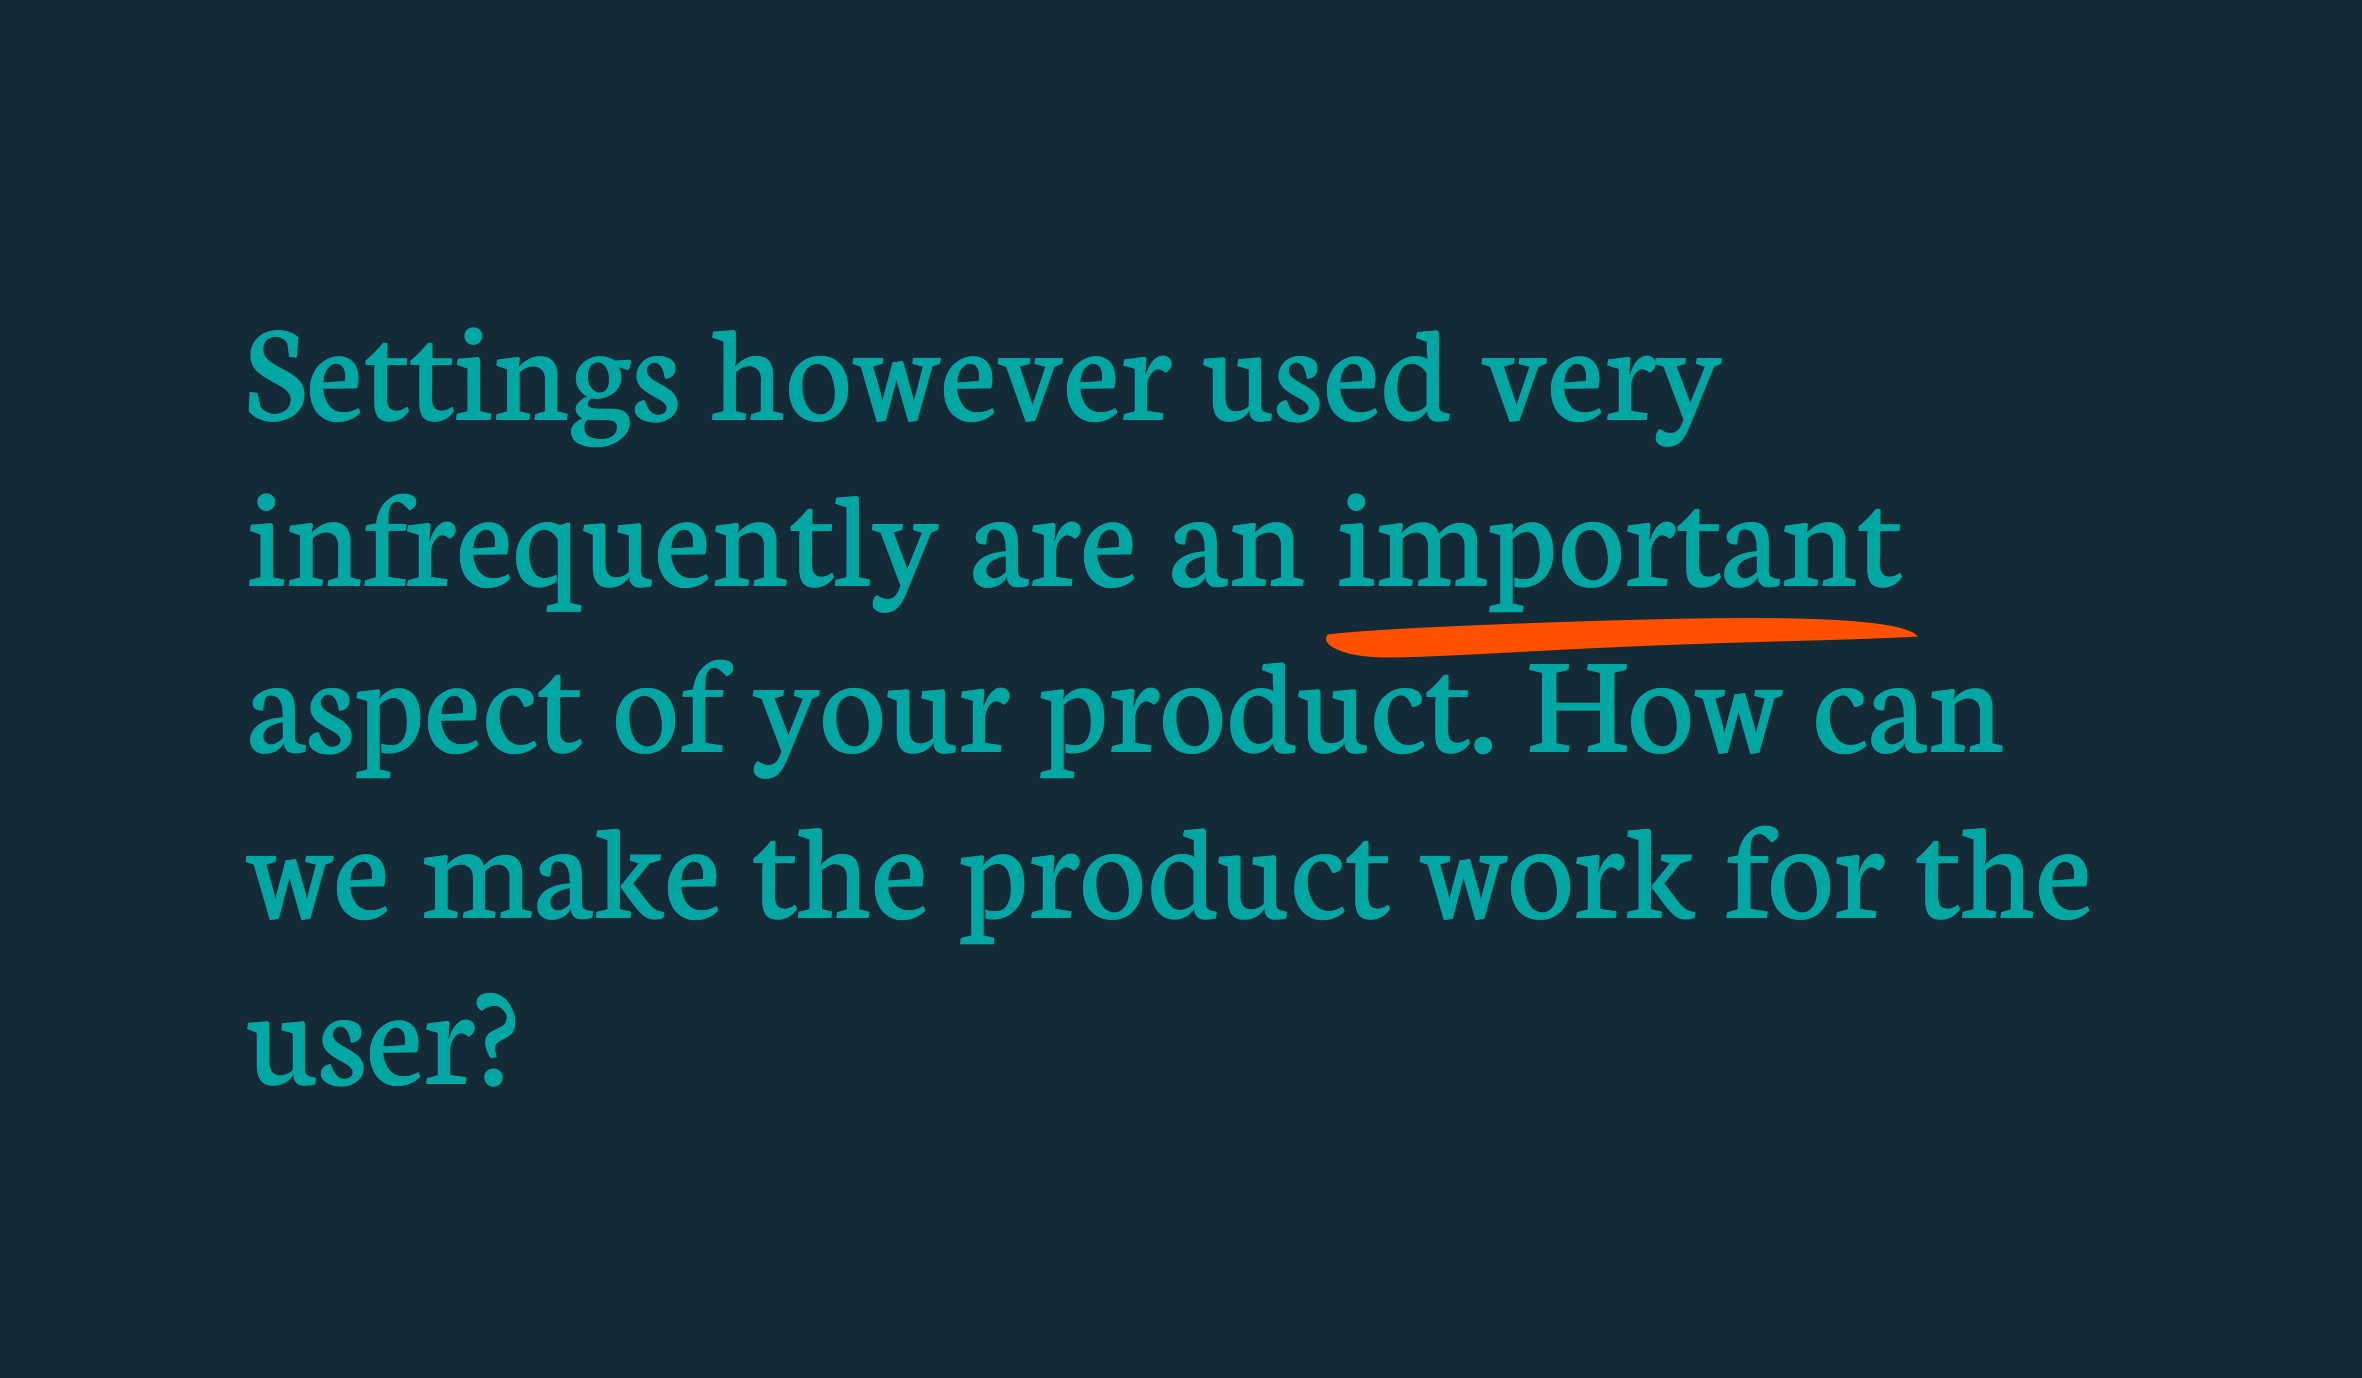 Settings however used very
infrequently are an important
aspect of your product. How can
we make the product work for the
user?